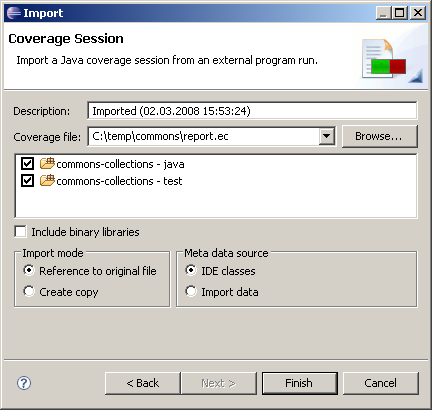 Import
Coverage Session
Import a Java coverage session from an external program run.
Description: Imported (02.03.2008 15:53:24)
Coverage file: C:\temp\commons\report.ec Browse...
commons-collections - java
commons-collections - test
Include binary libraries
Import mode Meta data source
Reference to original file IDE classes
Create copy Import data
? < Back Next > Finish Cancel